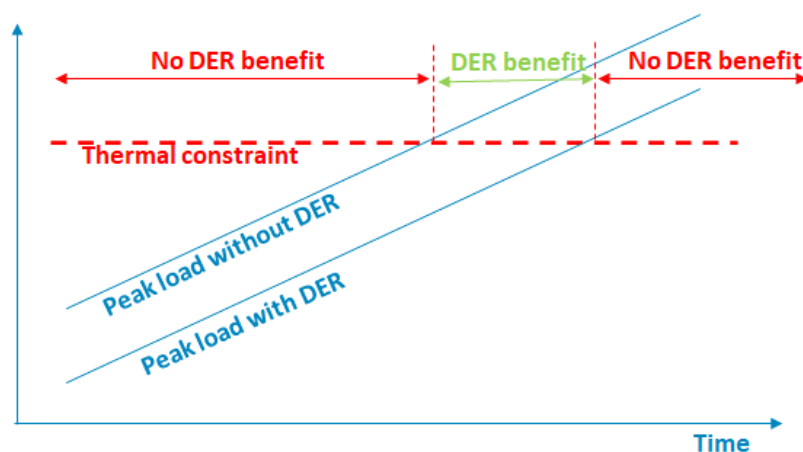 No DER benefit
DER benefit
No DER benefit
Thermal constraint
Peak load without DER
Peak load with DER
Time